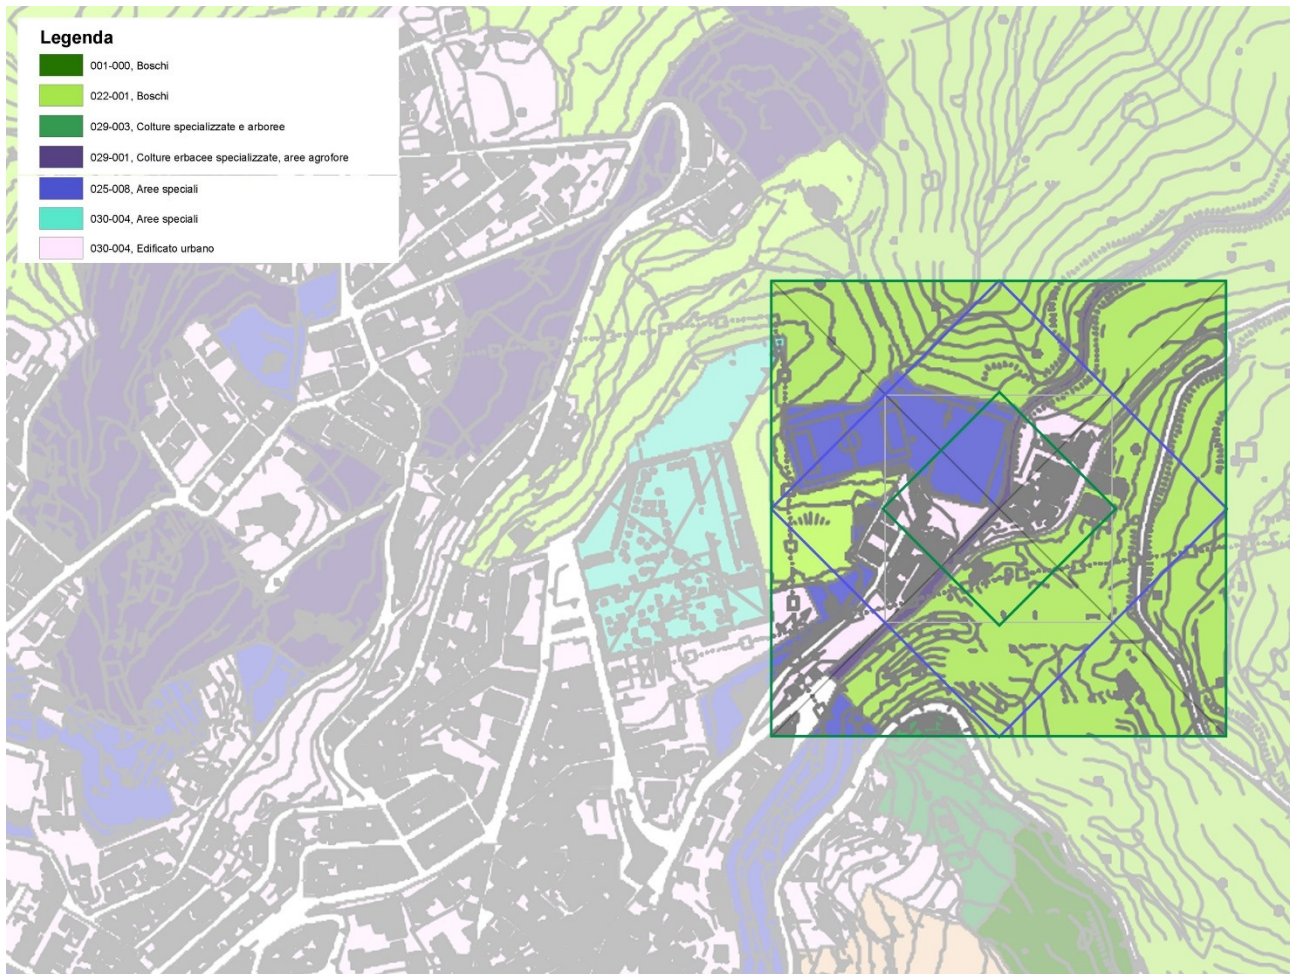 Legenda
001-000, Boschi
022-001, Boschi
029-003, Colture specializzate e arboree
029-001, Colture erbacee specializzate, aree agrofore
025-008, Aree speciali
030-004, Aree speciali
030-004, Edificato urbano